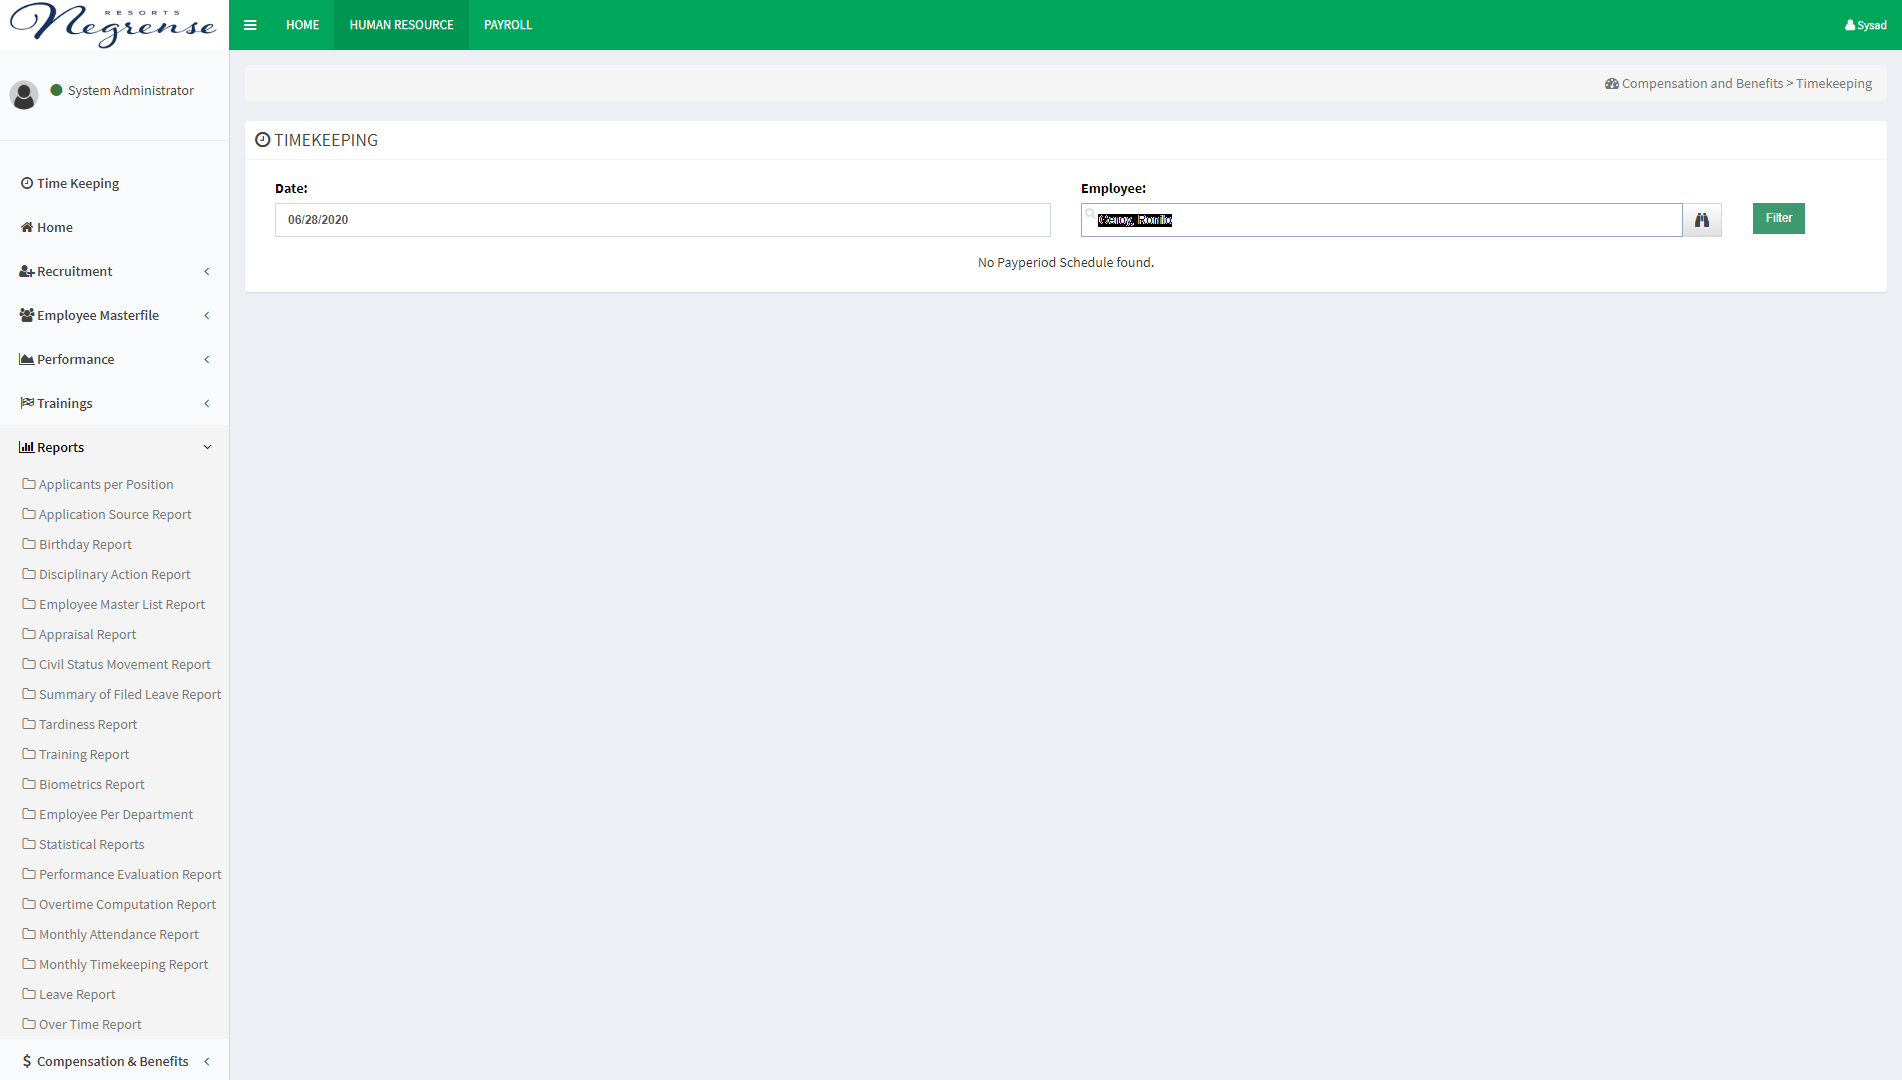 RESORTS
Negrense
HOME
HUMAN RESOURCE
PAYROLL
Sysad
System Administrator
Compensation and Benefits > Timekeeping
TIMEKEEPING
Date:
Employee:
06/28/2020
Filter
No Payperiod Schedule found.
Time Keeping
Home
Recruitment
Employee Masterfile
Performance
Trainings
Reports
Applicants per Position
Application Source Report
Birthday Report
Disciplinary Action Report
Employee Master List Report
Appraisal Report
Civil Status Movement Report
Summary of Filed Leave Report
Tardiness Report
Training Report
Biometrics Report
Employee Per Department
Statistical Reports
Performance Evaluation Report
Overtime Computation Report
Monthly Attendance Report
Monthly Timekeeping Report
Leave Report
Over Time Report
$ Compensation & Benefits